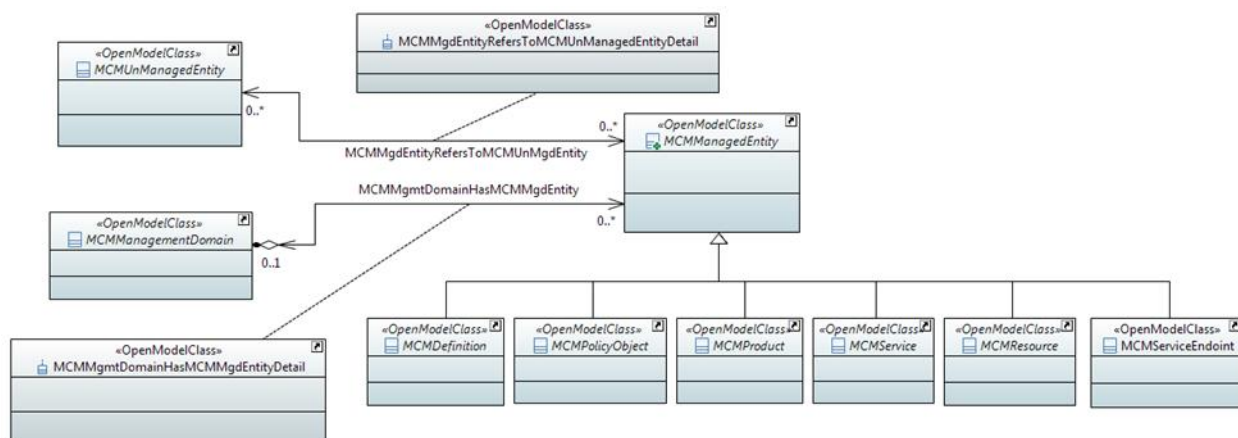 «OpenModelClass»
MCMMgdEntityRefersToMCMUnManagedEntityDetail
«OpenModelClass»
MCMUnManagedEntity
0..*
0..*
«OpenModelClass»
MCMManagedEntity
MCMMgdEntityRefersToMCMUnMgdEntity
MCMMgmtDomainHasMCMMgdEntity
0..*
«OpenModelClass»
MCMManagementDomain
0..1
«OpenModelClass»
MCMMgmtDomainHasMCMMgdEntityDetail
«OpenModelClass»
MCMDefinition
«OpenModelClass»
MCMPolicyObject
«OpenModelClass»
MCMProduct
«OpenModelClass»
MCMService
«OpenModelClass»
MCMResource
«OpenModelClass»
MCMServiceEndoint